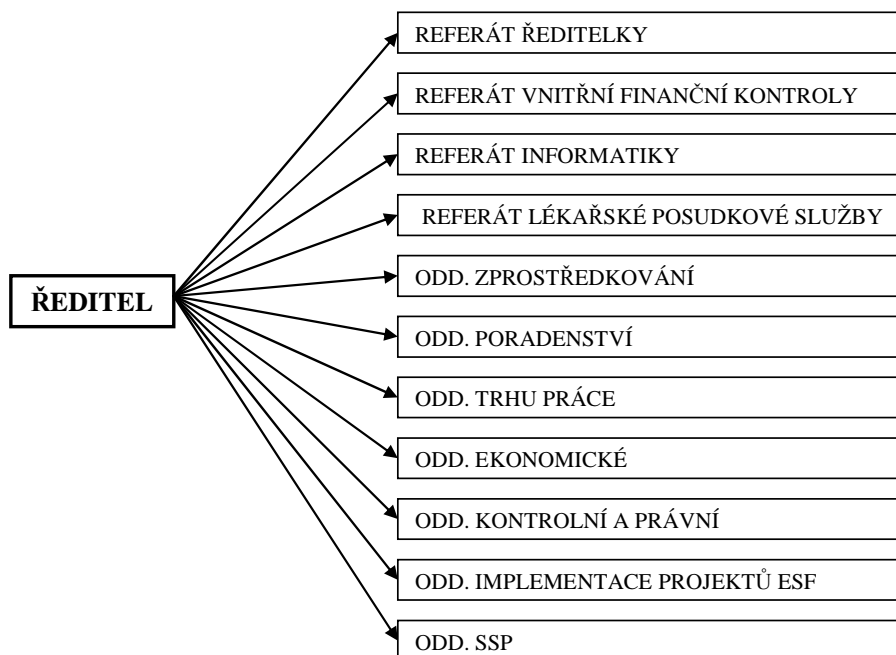 REFERÁT ŘEDITELKY
REFERÁT VNITŘNÍ FINANČNÍ KONTROLY
REFERÁT INFORMATIKY
REFERÁT LÉKAŘSKÉ POSUDKOVÉ SLUŽBY
ŘEDITEL
ODD. ZPROSTŘEDKOVÁNÍ
ODD. PORADENSTVÍ
ODD. TRHU PRÁCE
ODD. EKONOMICKÉ
ODD. KONTROLNÍ A PRÁVNÍ
ODD. IMPLEMENTACE PROJEKTŮ ESF
ODD. SSP